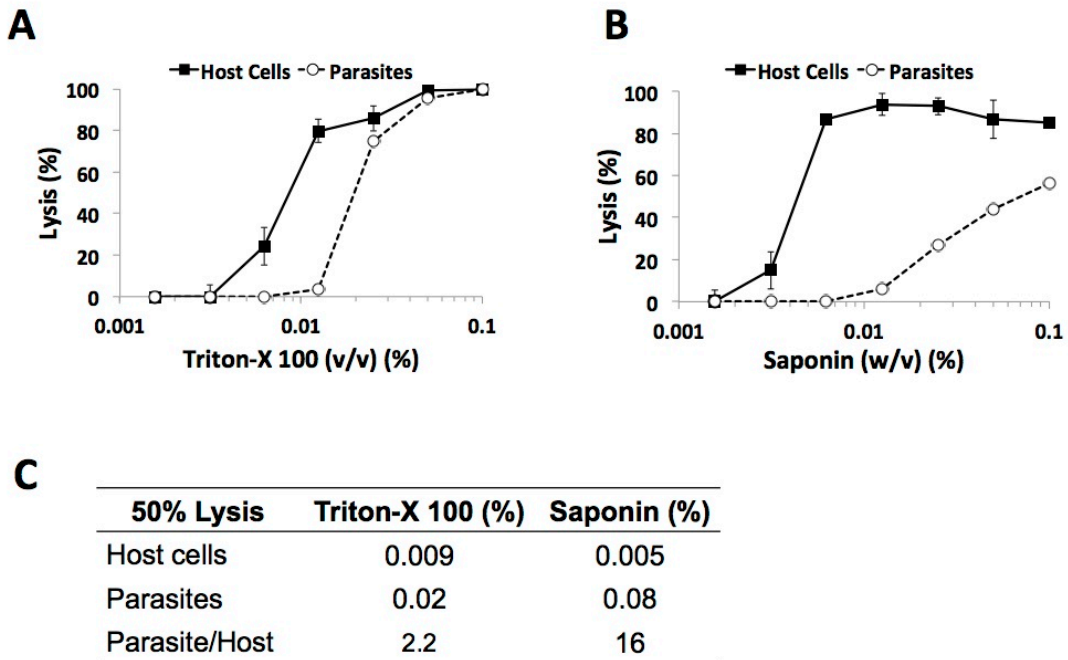 A
Host Cells Parasites
100
80
60
40
20
0
Lysis (%)
0.001 0.01 0.1
Triton-X 100 (v/v) (%)
B
Host Cells Parasites
100
80
60
40
20
0
Lysis (%)
0.001 0.01 0.1
Saponin (w/v) (%)
C
50% Lysis Triton-X 100 (%) Saponin (%)
Host cells 0.009 0.005
Parasites 0.02 0.08
Parasite/Host 2.2 16